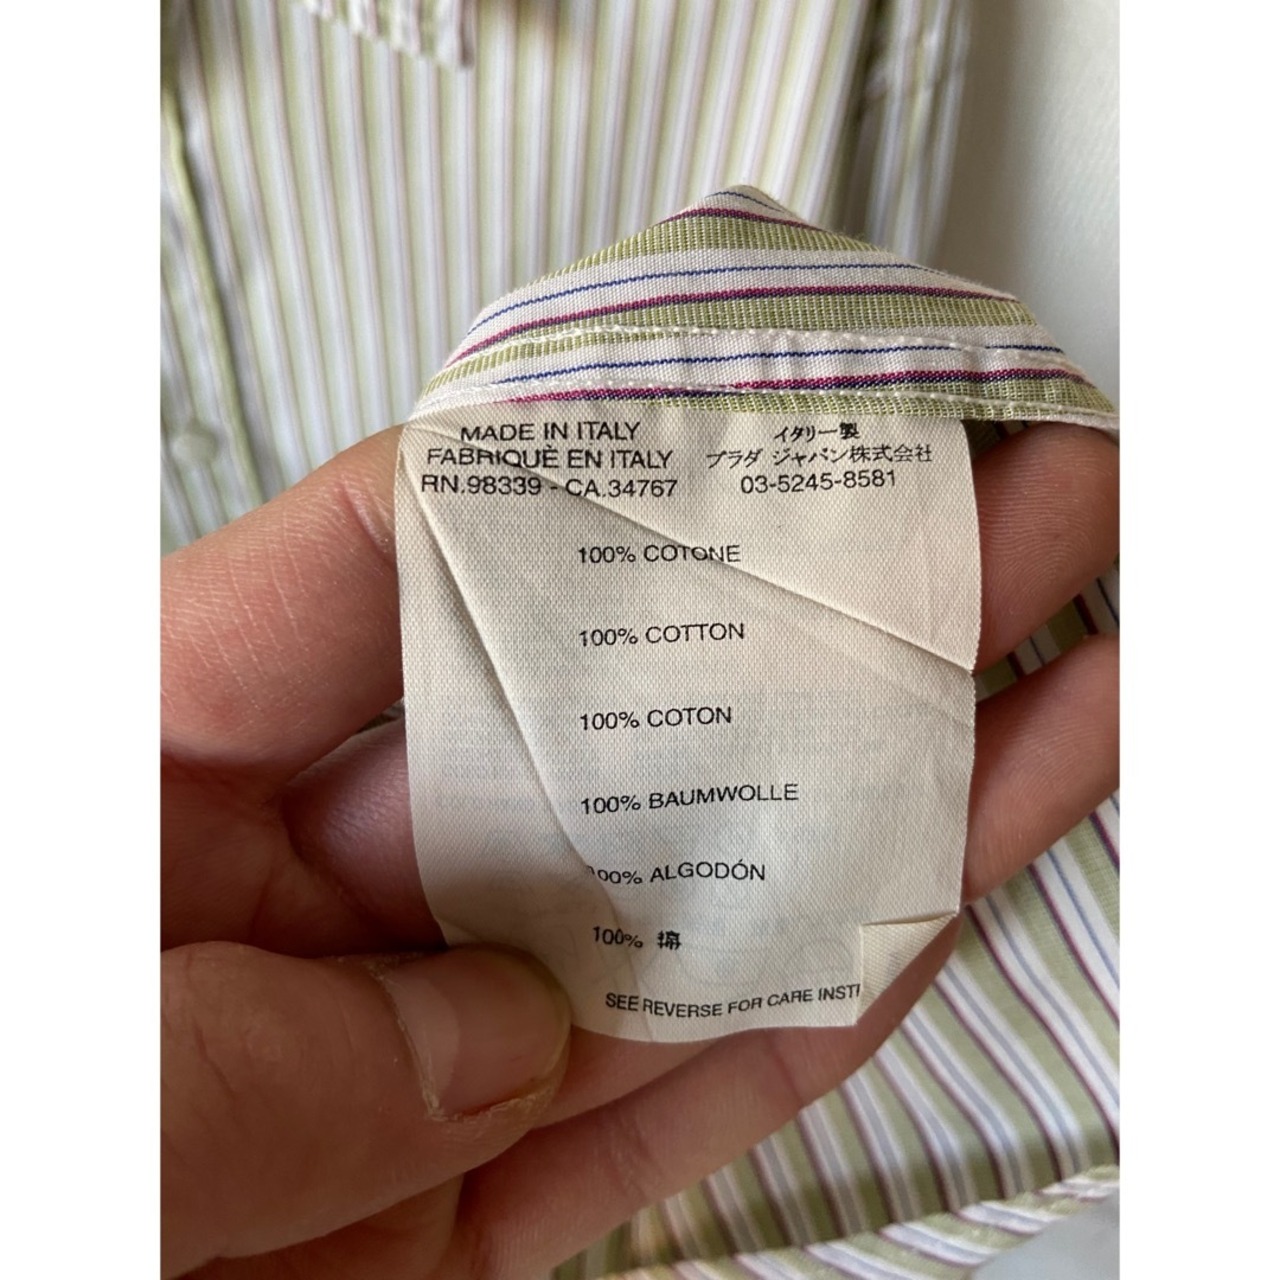 MADE IN ITALY
FABRIQUÈ EN ITALY
RN.98339 - CA.34767
イタリー製
プラダ ジャパン株式会社
03-5245-8581
100% COTONE
100% COTTON
100% COTON
100% BAUMWOLLE
100% ALGODÓN
100% 綿
SEE REVERSE FOR CARE